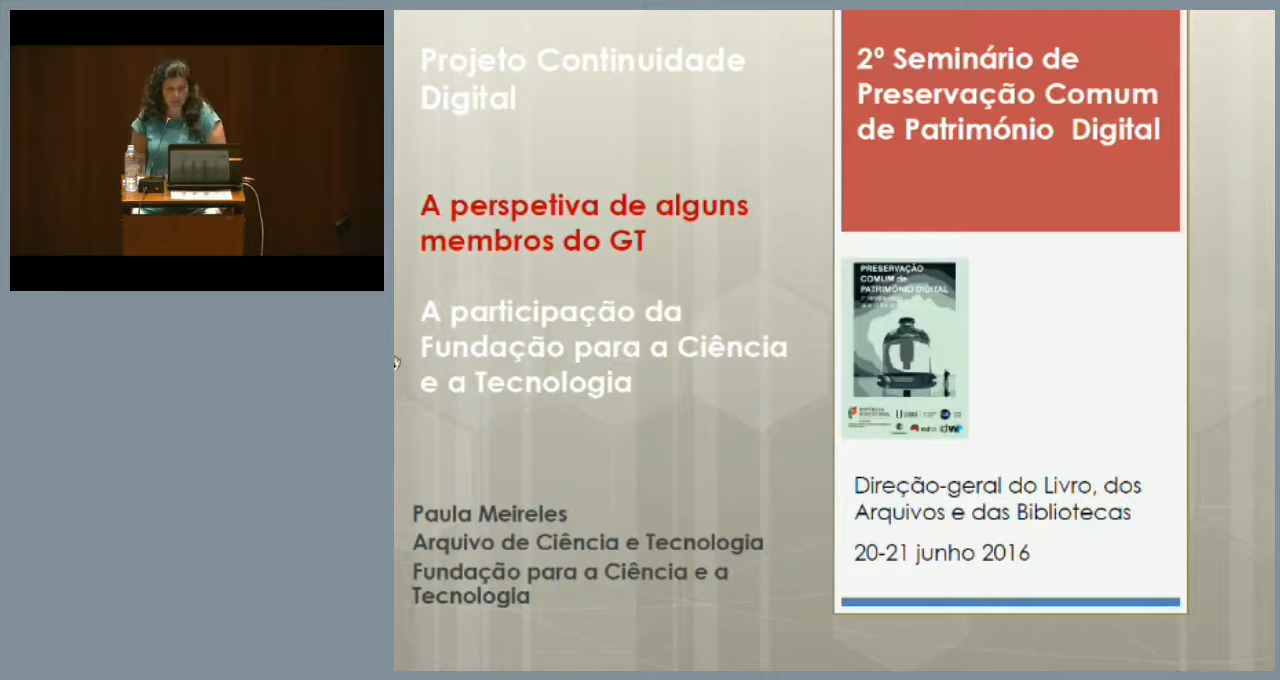 Projeto Continuidade
Digital
A perspetiva de alguns
membros do GT
A participação da
Fundação para a Ciência
e a Tecnologia
Paula Meireles
Arquivo de Ciência e Tecnologia
Fundação para a Ciência e a
Tecnologia
2º Seminário de
Preservação Comum
de Património Digital
PRESERVAÇÃO
COMUM de
PATRIMÓNIO DIGITAL
Direção-geral do Livro, dos
Arquivos e das Bibliotecas
20-21 junho 2016